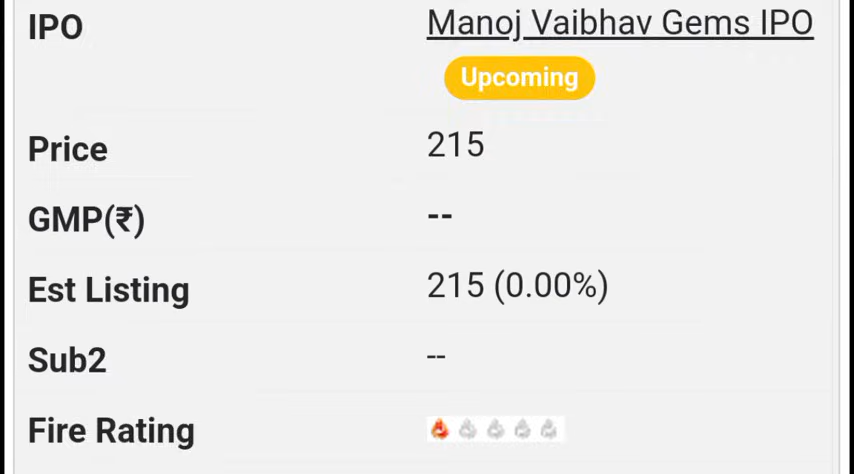 IPO Manoj Vaibhav Gems IPO
Upcoming
Price 215
GMP(₹) --
Est Listing 215 (0.00%)
Sub2 --
Fire Rating